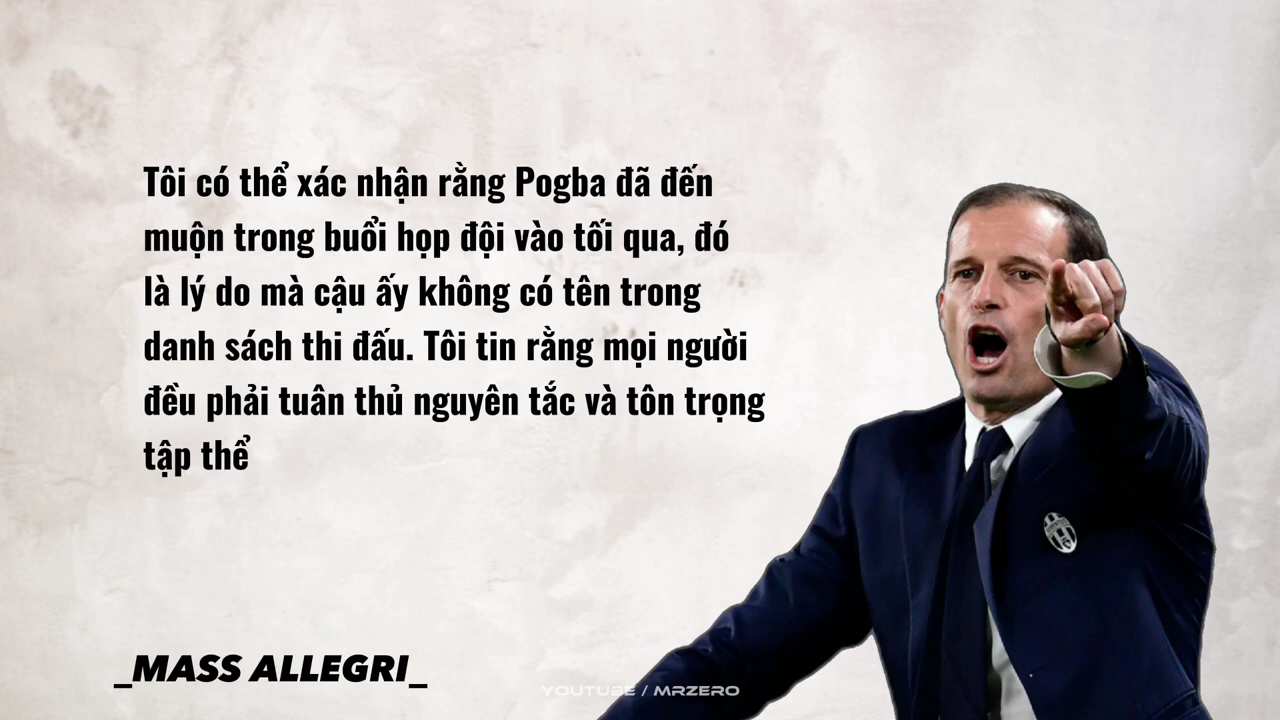 Tôi có thể xác nhận rằng Pogba đã đến
muộn trong buổi họp đội vào tối qua, đó
là lý do mà cậu ấy không có tên trong
danh sách thi đấu. Tôi tin rằng mọi người
đều phải tuân thủ nguyên tắc và tôn trọng
tập thể
_MASS ALLEGRI_
YOUTUBE / MRZERO